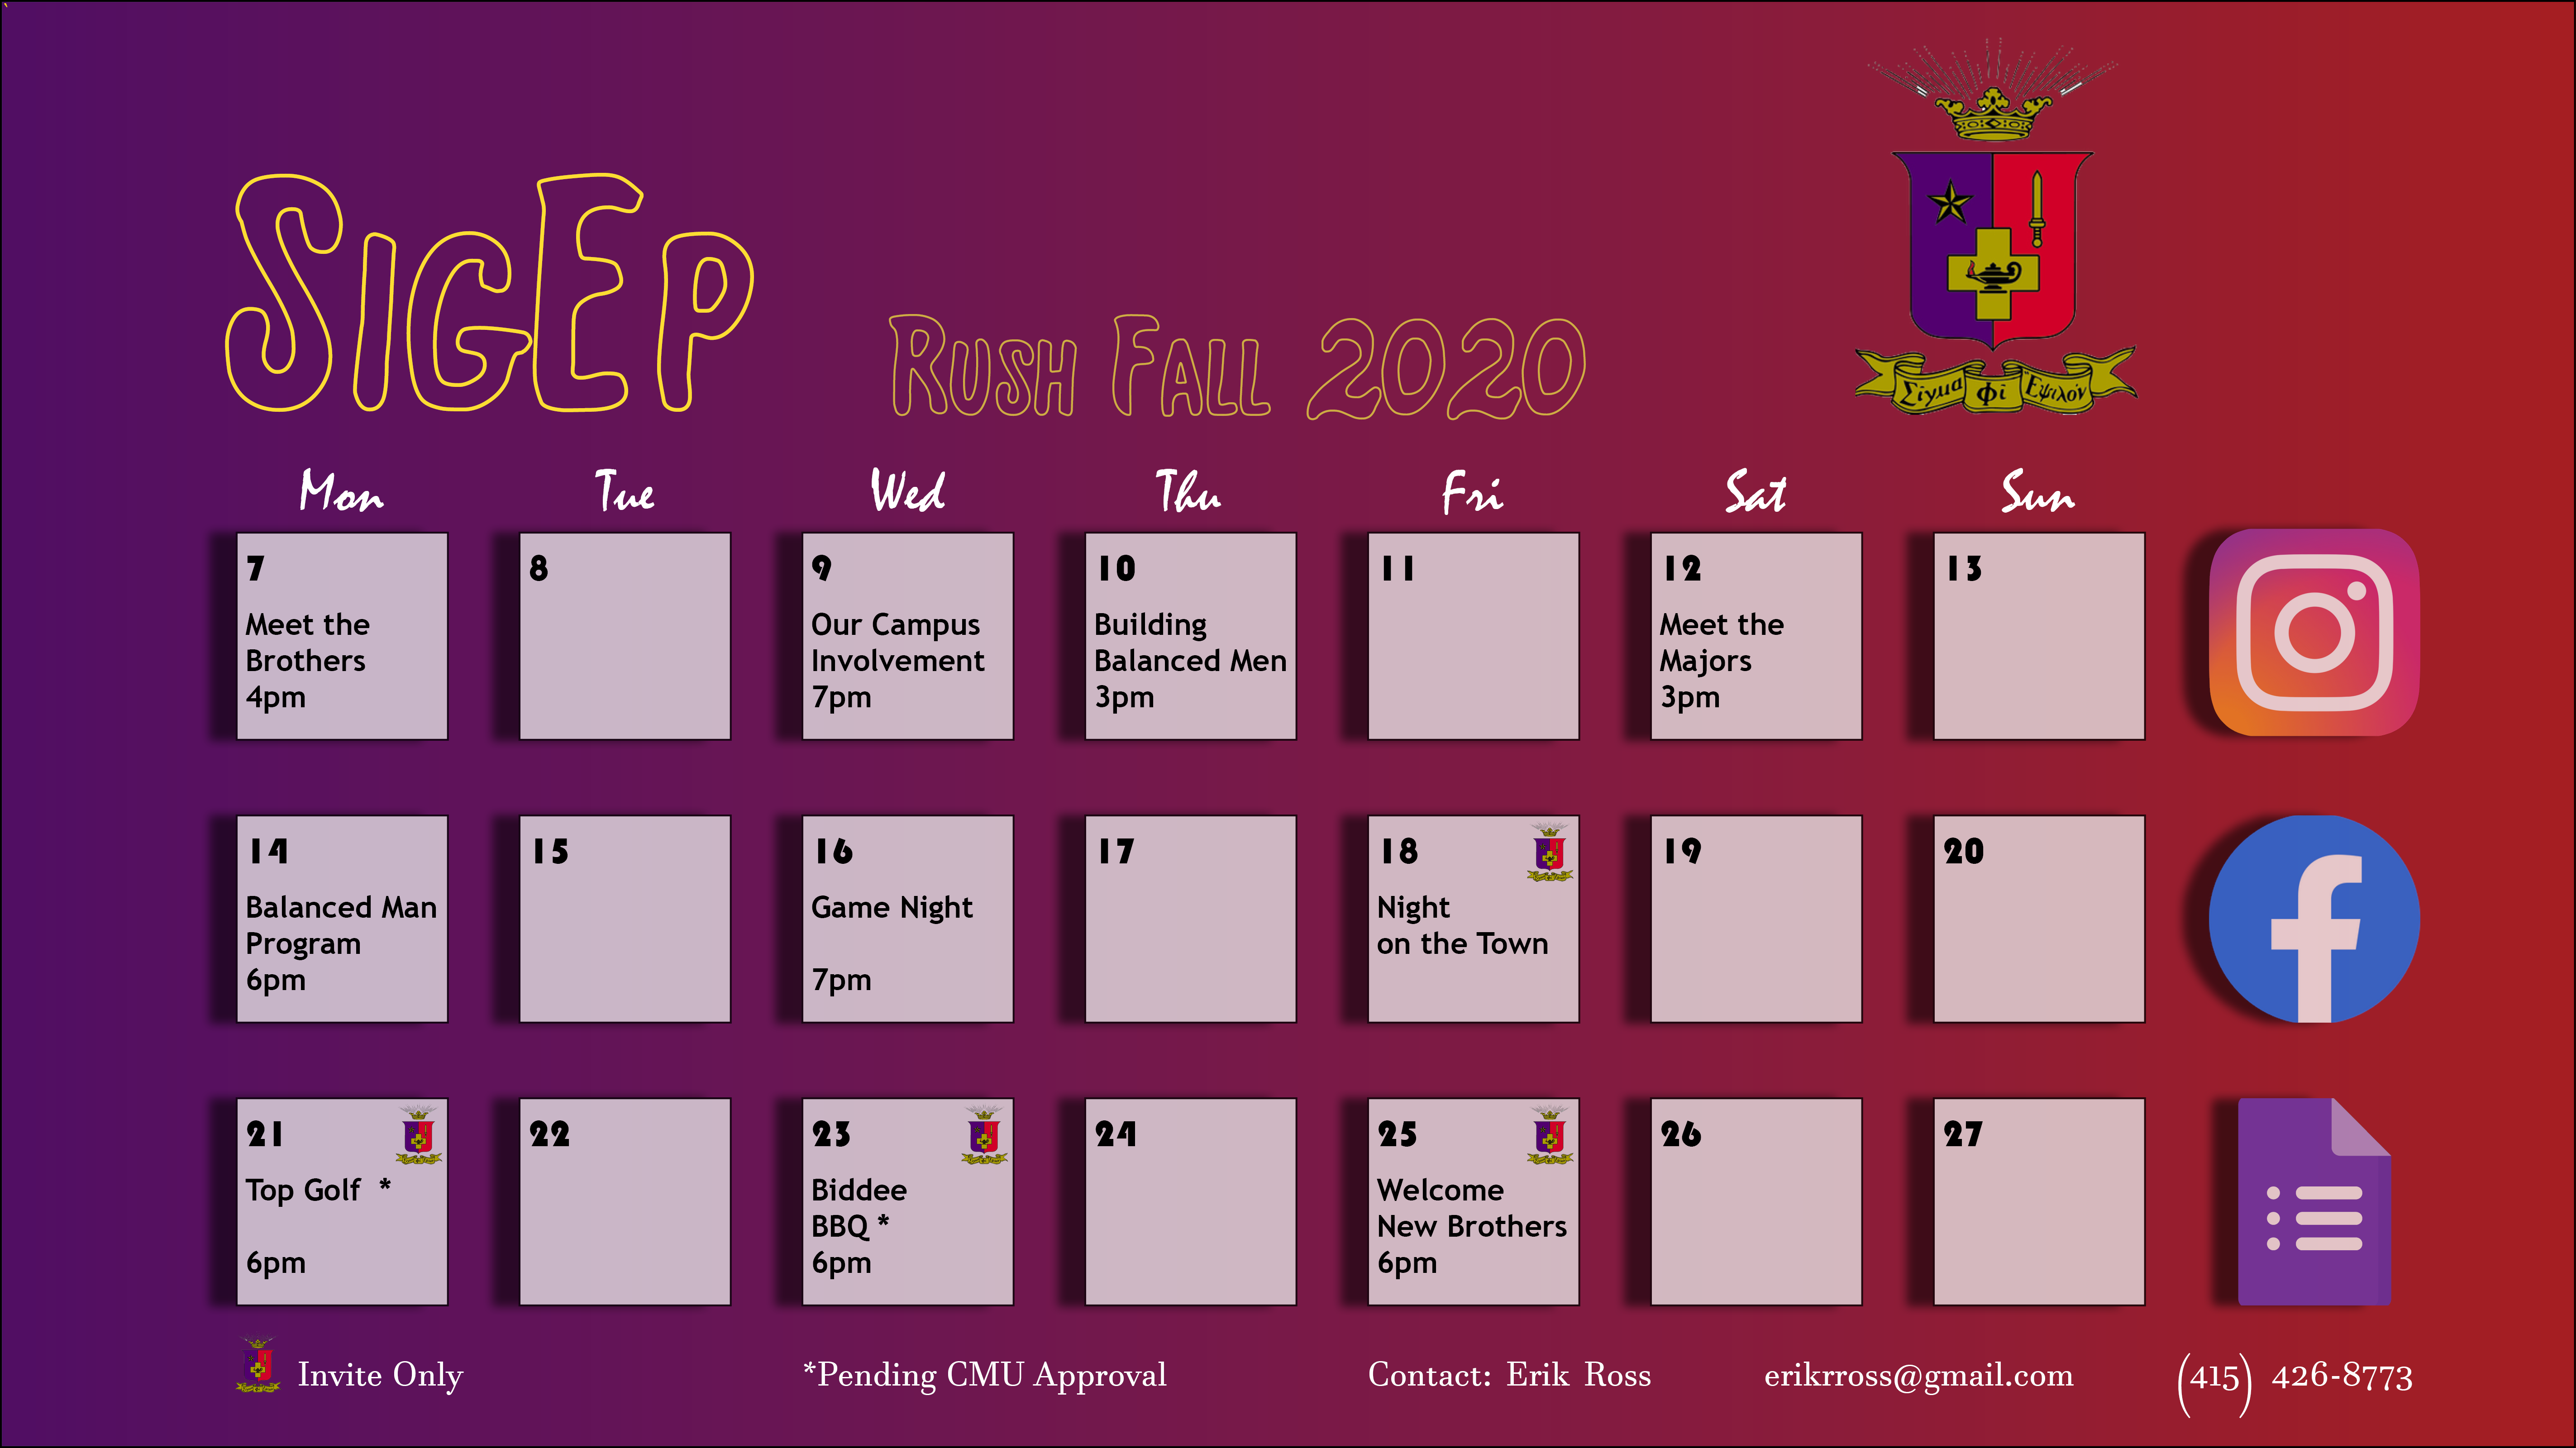 SigEp
Rush Fall 2020
Σίγμα Φἰ Ἔψιλόν
Mon Tue Wed Thu Fri Sat Sun
7
Meet the
Brothers
4pm
8
9
Our Campus
Involvement
7pm
10
Building
Balanced Men
3pm
11
12
Meet the
Majors
3pm
13
14
Balanced Man
Program
6pm
15
16
Game Night
7pm
17
18
Night
on the Town
19
20
21
Top Golf *
6pm
22
23
Biddee
BBQ *
6pm
24
25
Welcome
New Brothers
6pm
26
27
Invite Only
*Pending CMU Approval
Contact: Erik Ross
erikrross@gmail.com
(415) 426-8773